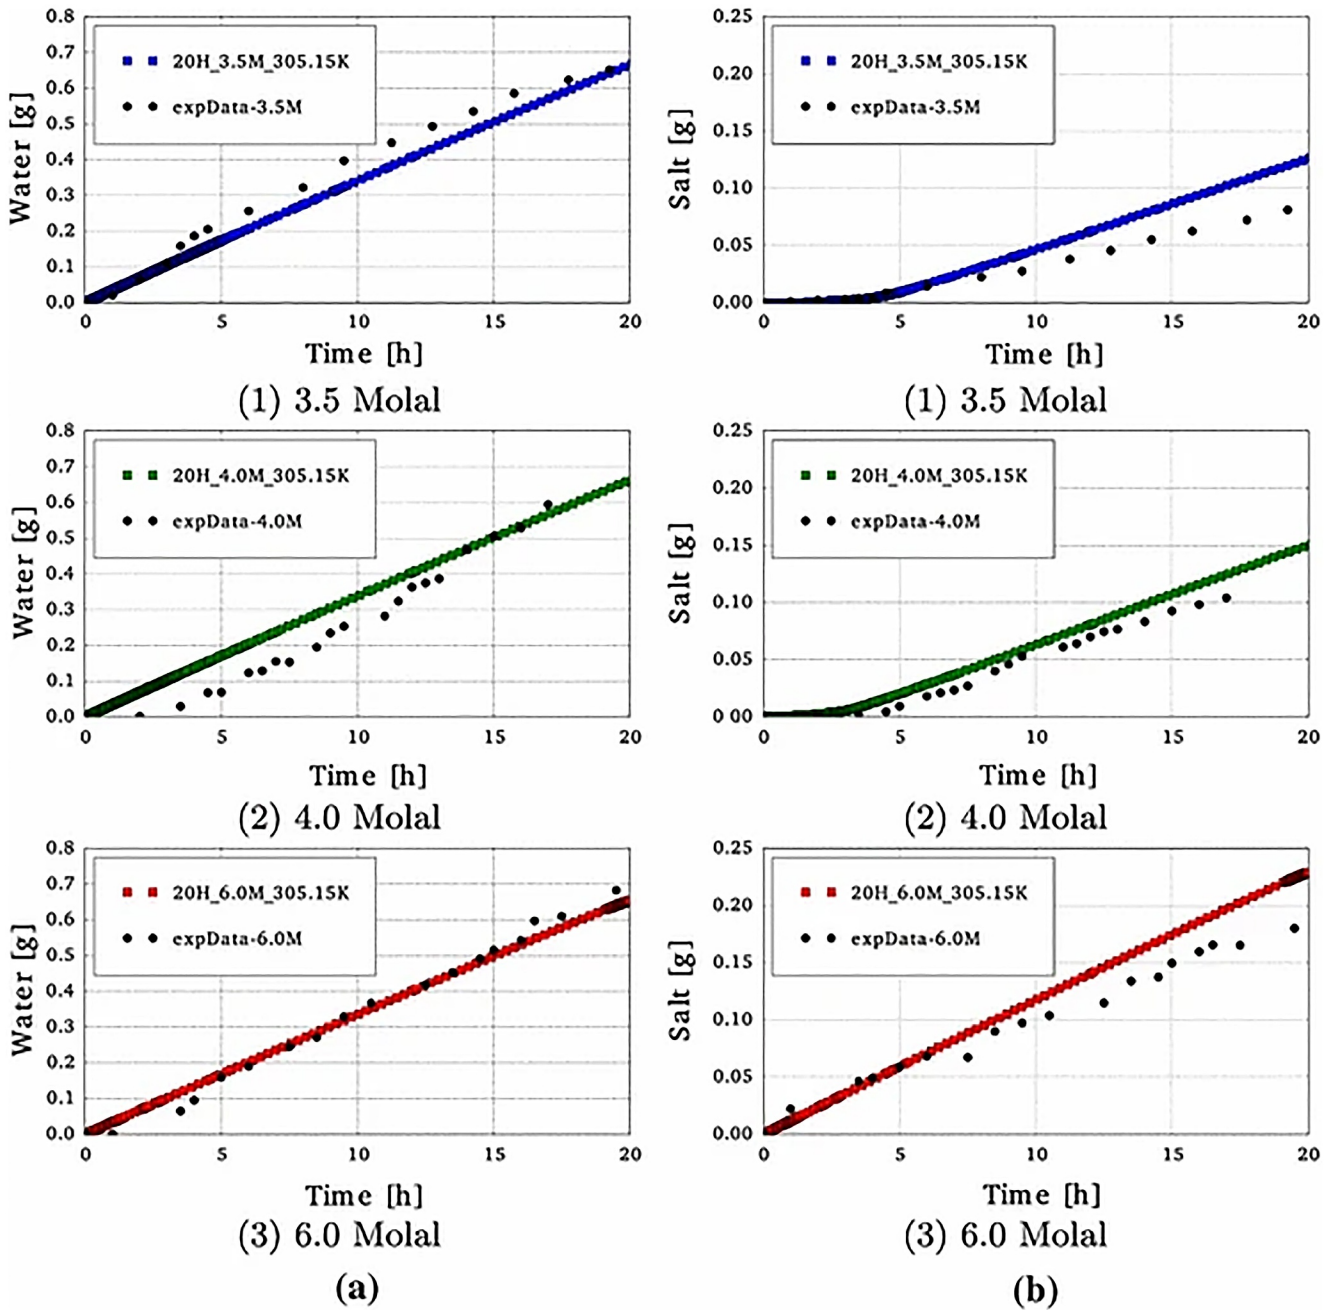 0.8
0.7
0.6
0.5
0.4
0.3
0.2
0.1
0.0
Water [g]
20H_3.5M_305.15K
expData-3.5M
0 5 10 15 20
Time [h]
(1) 3.5 Molal
0.25
0.20
0.15
0.10
0.05
0.00
Salt [g]
20H_3.5M_305.15K
expData-3.5M
0 5 10 15 20
Time [h]
(1) 3.5 Molal
0.8
0.7
0.6
0.5
0.4
0.3
0.2
0.1
0.0
Water [g]
20H_4.0M_305.15K
expData-4.0M
0 5 10 15 20
Time [h]
(2) 4.0 Molal
0.25
0.20
0.15
0.10
0.05
0 00
Salt [g]
20H_4.0M_305.15K
expData-4.0M
0 5 10 15 20
Time [h]
(2) 4.0 Molal
0.8
0.7
0.6
0.5
0.4
0.3
0.2
0.1
0.0
Water [g]
20H_6.0M_305.15K
expData-6.0M
0 5 10 15 20
Time [h]
(3) 6.0 Molal
(a)
0.25
0.20
0.15
0.10
0.05
0.00
Salt [g]
20H_6.0M_305.15K
expData-6.0M
0 5 10 15 20
Time [h]
(3) 6.0 Molal
(b)